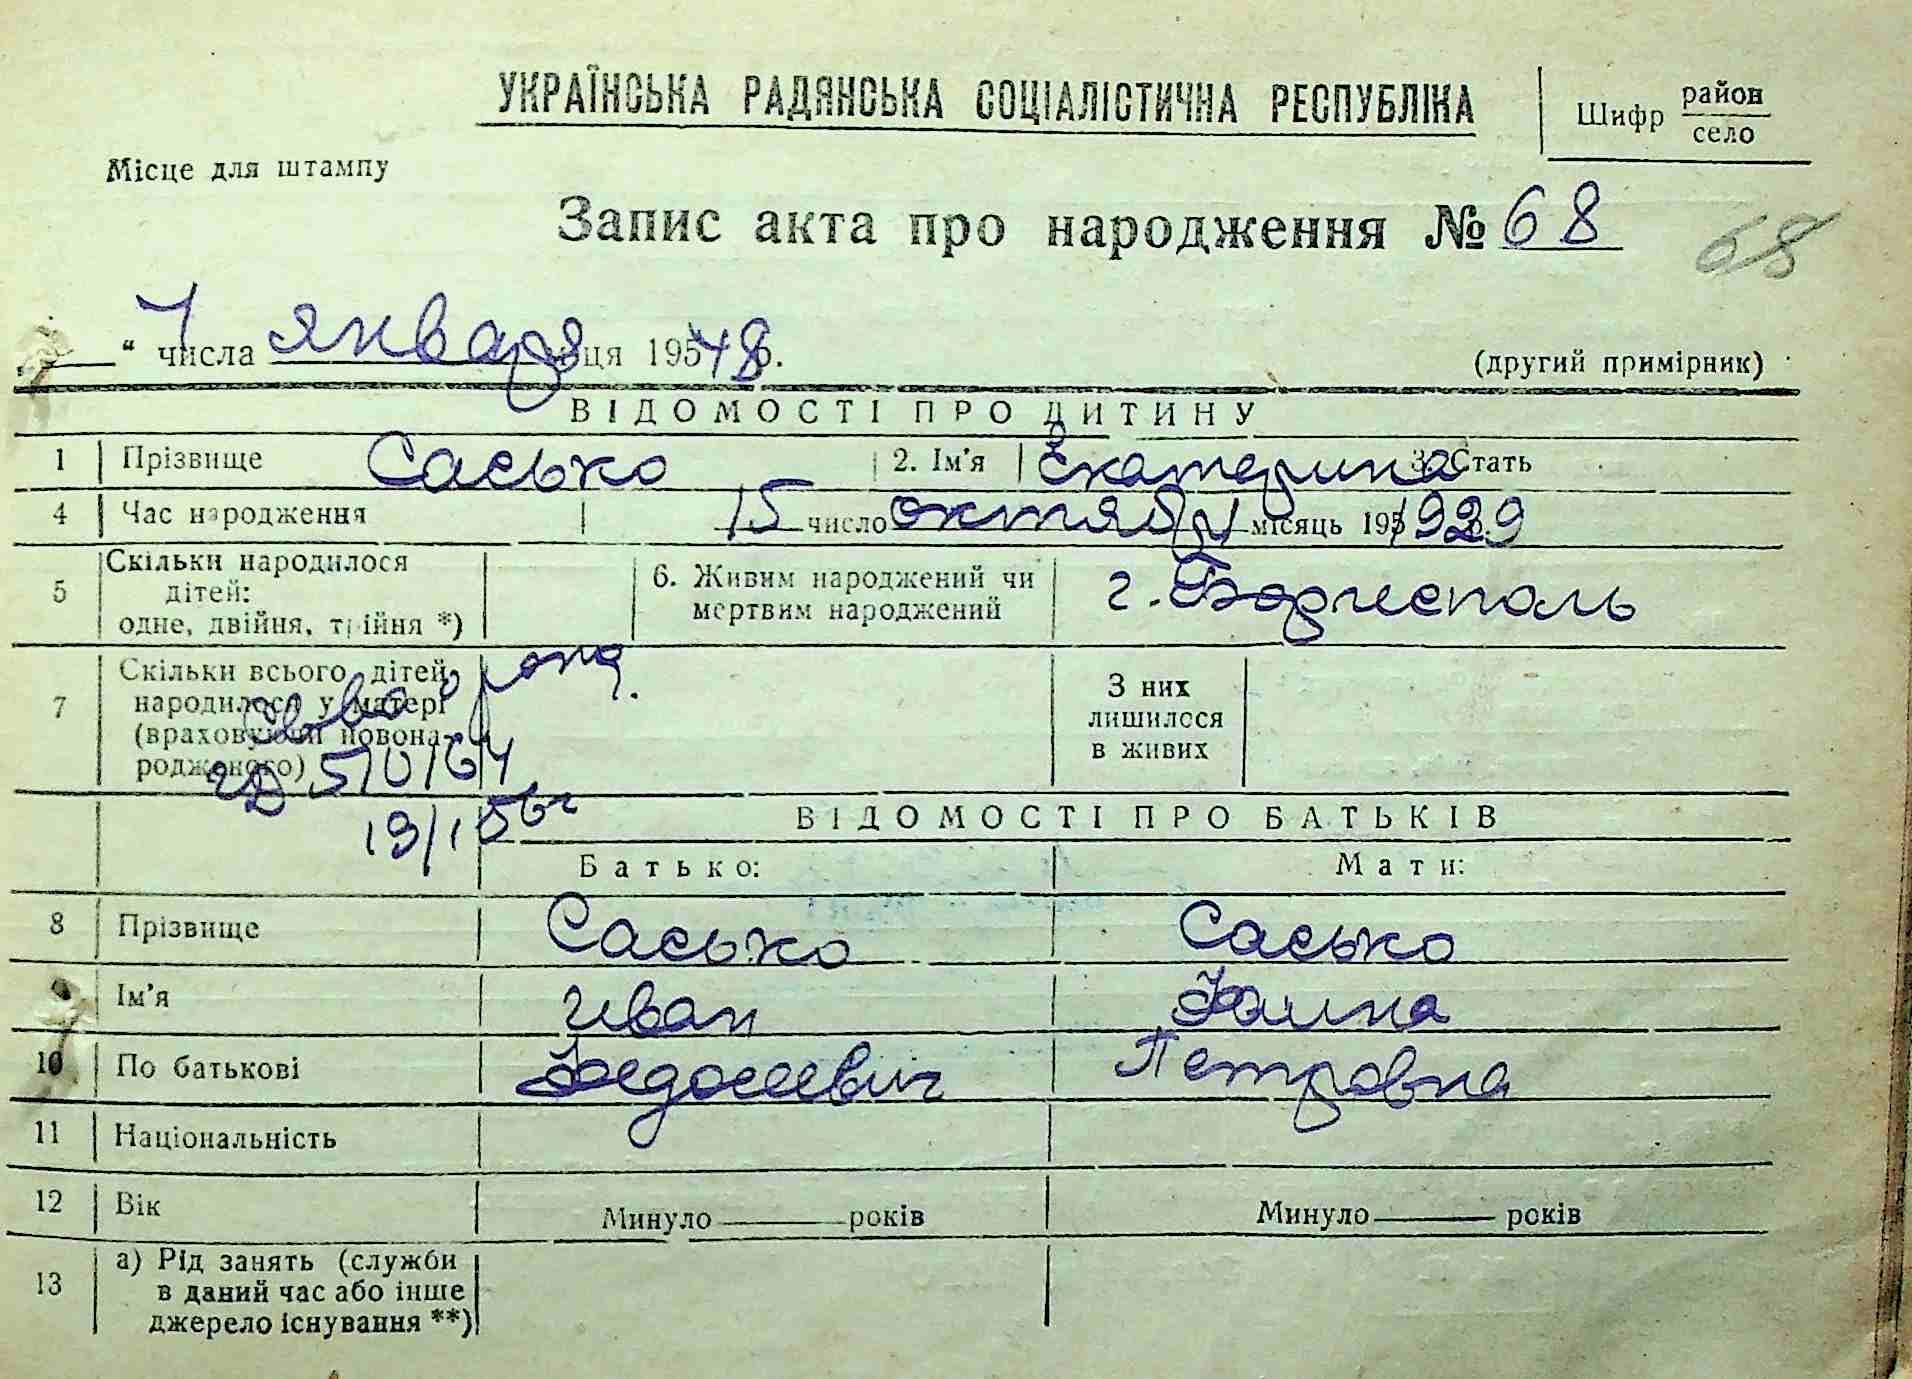 УКРАЇНСЬКА РАДЯНСЬКА СОЦІАЛІСТИЧНА РЕСПУБЛІКА
Шифр район
село
Місце для штампу
Запис акта про народження № 68
68
7 " числа января 1948
(другий примірник)
ВІДОМОСТІ ПРО ДИТИНУ
1 Прізвище Сасько 2. Ім'я Екатерина 3. Стать
4 Час народження 15 число октября місяць 195 1929
5 Скільки народилося дітей: одне, двійня, трійня *) 6. Живим народжений чи мертвим народжений г. Борисполь
7 Скільки всього дітей народилося у матері (враховуючи новонародженого) З них лишилося в живих
510164
ВІДОМОСТІ ПРО БАТЬКІВ
Батько: Мати:
8 Прізвище Сасько Сасько
9 Ім'я Иван
10 По батькові Федосеевич Петровна
11 Національність
12 Вік Минуло років Минуло років
13 а) Рід занять (служби
в даний час або інше
джерело існування **)